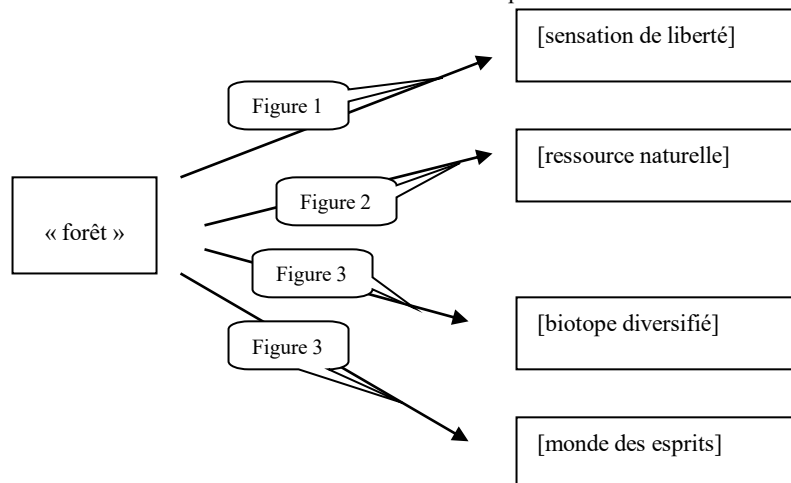 [sensation de liberté]
Figure 1
[ressource naturelle]
Figure 2
« forêt »
Figure 3
[biotope diversifié]
Figure 3
[monde des esprits]